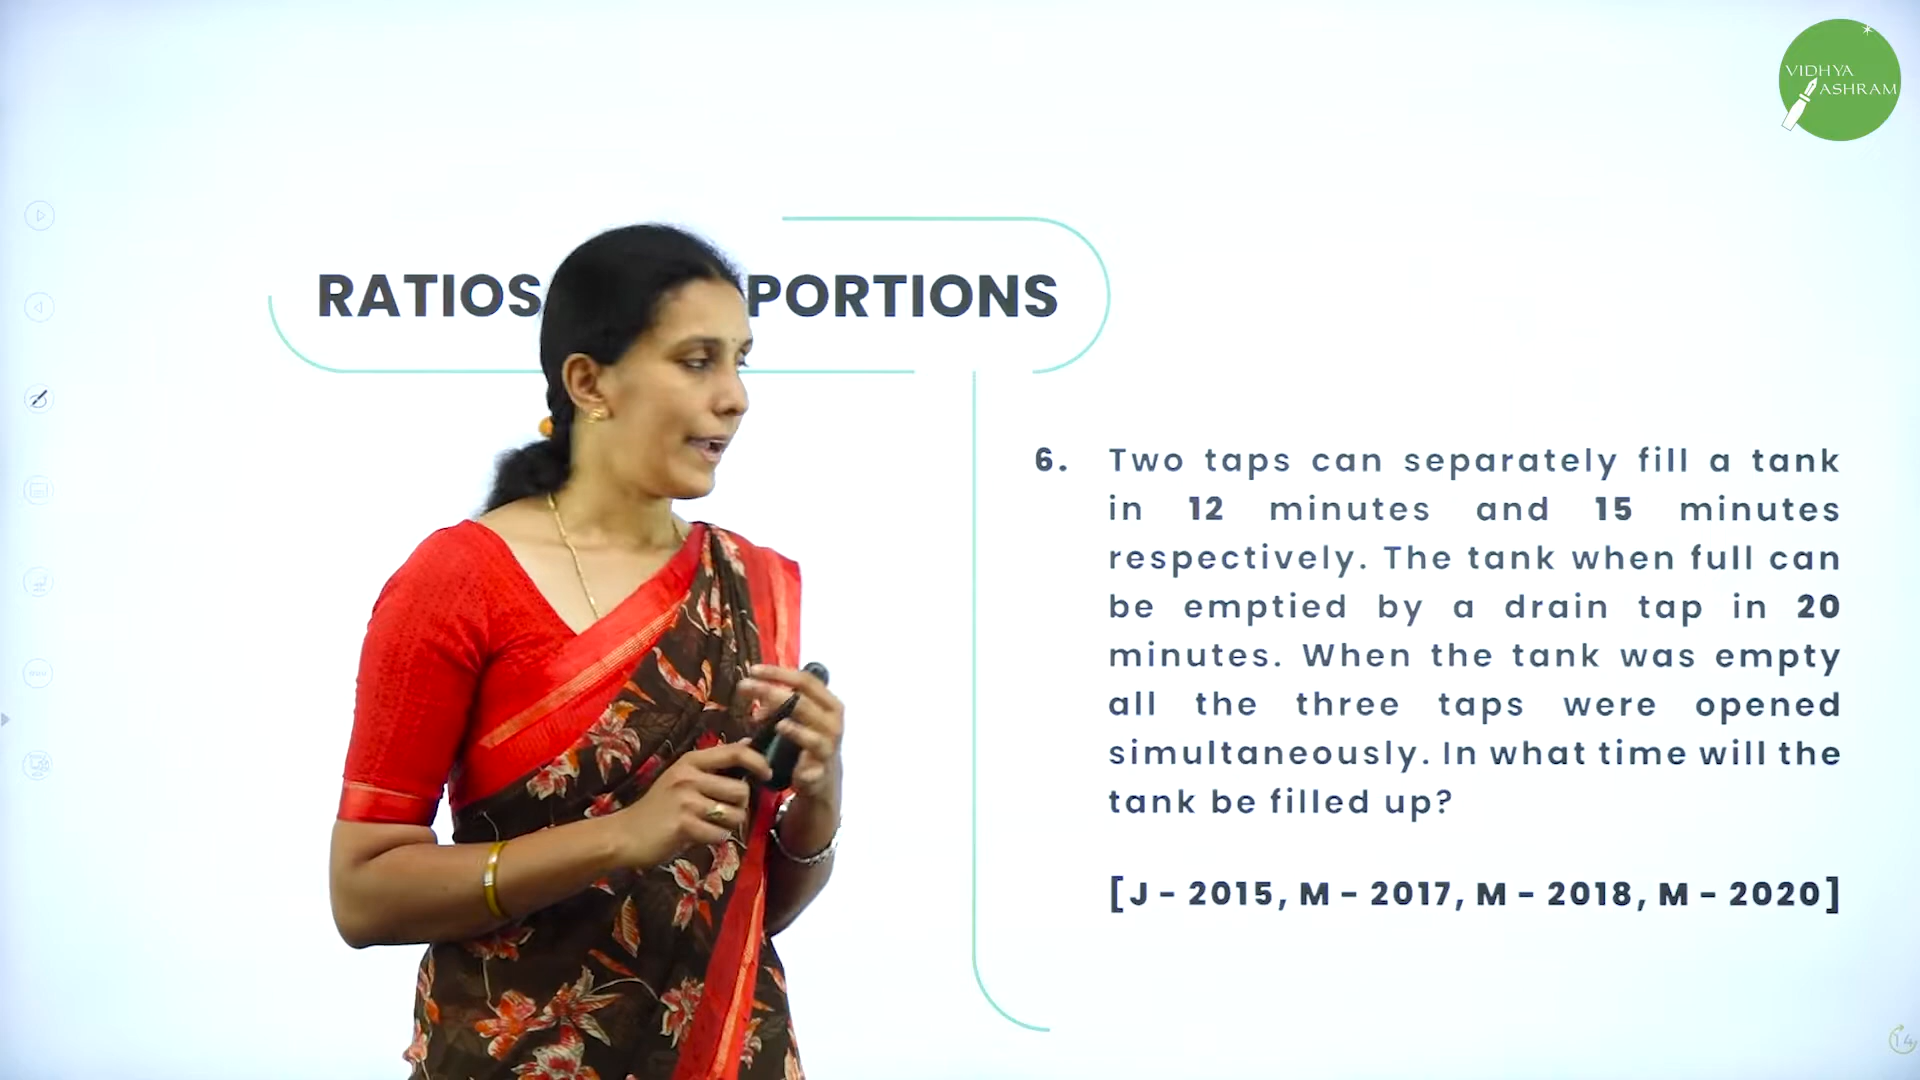 VIDHYA
ASHRAM
RATIOS PORTIONS
6. Two taps can separately fill a tank
in 12 minutes and 15 minutes
respectively. The tank when full can
be emptied by a drain tap in 20
minutes. When the tank was empty
all the three taps were opened
simultaneously. In what time will the
tank be filled up?
[J - 2015, M - 2017, M - 2018, M - 2020]
14